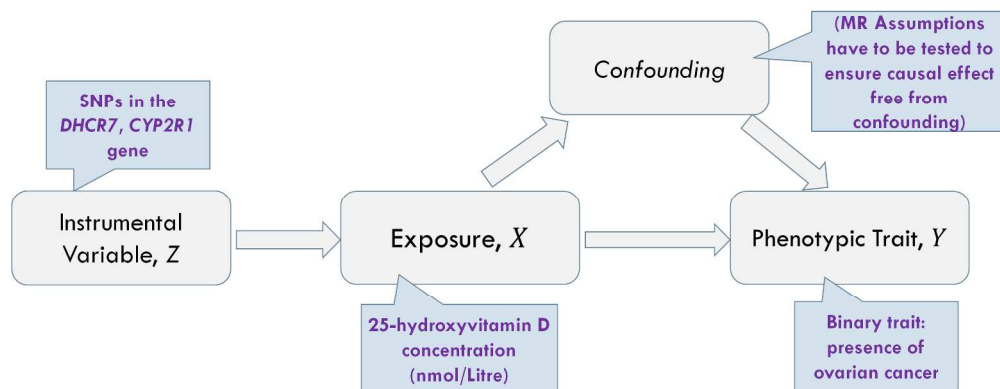 SNPs in the
DHCR7, CYP2R1
gene
Instrumental
Variable, Z
Exposure, X
25-hydroxyvitamin D
concentration
(nmol/Litre)
Confounding
(MR Assumptions
have to be tested to
ensure causal effect
free from
confounding)
Phenotypic Trait, Y
Binary trait:
presence of
ovarian cancer